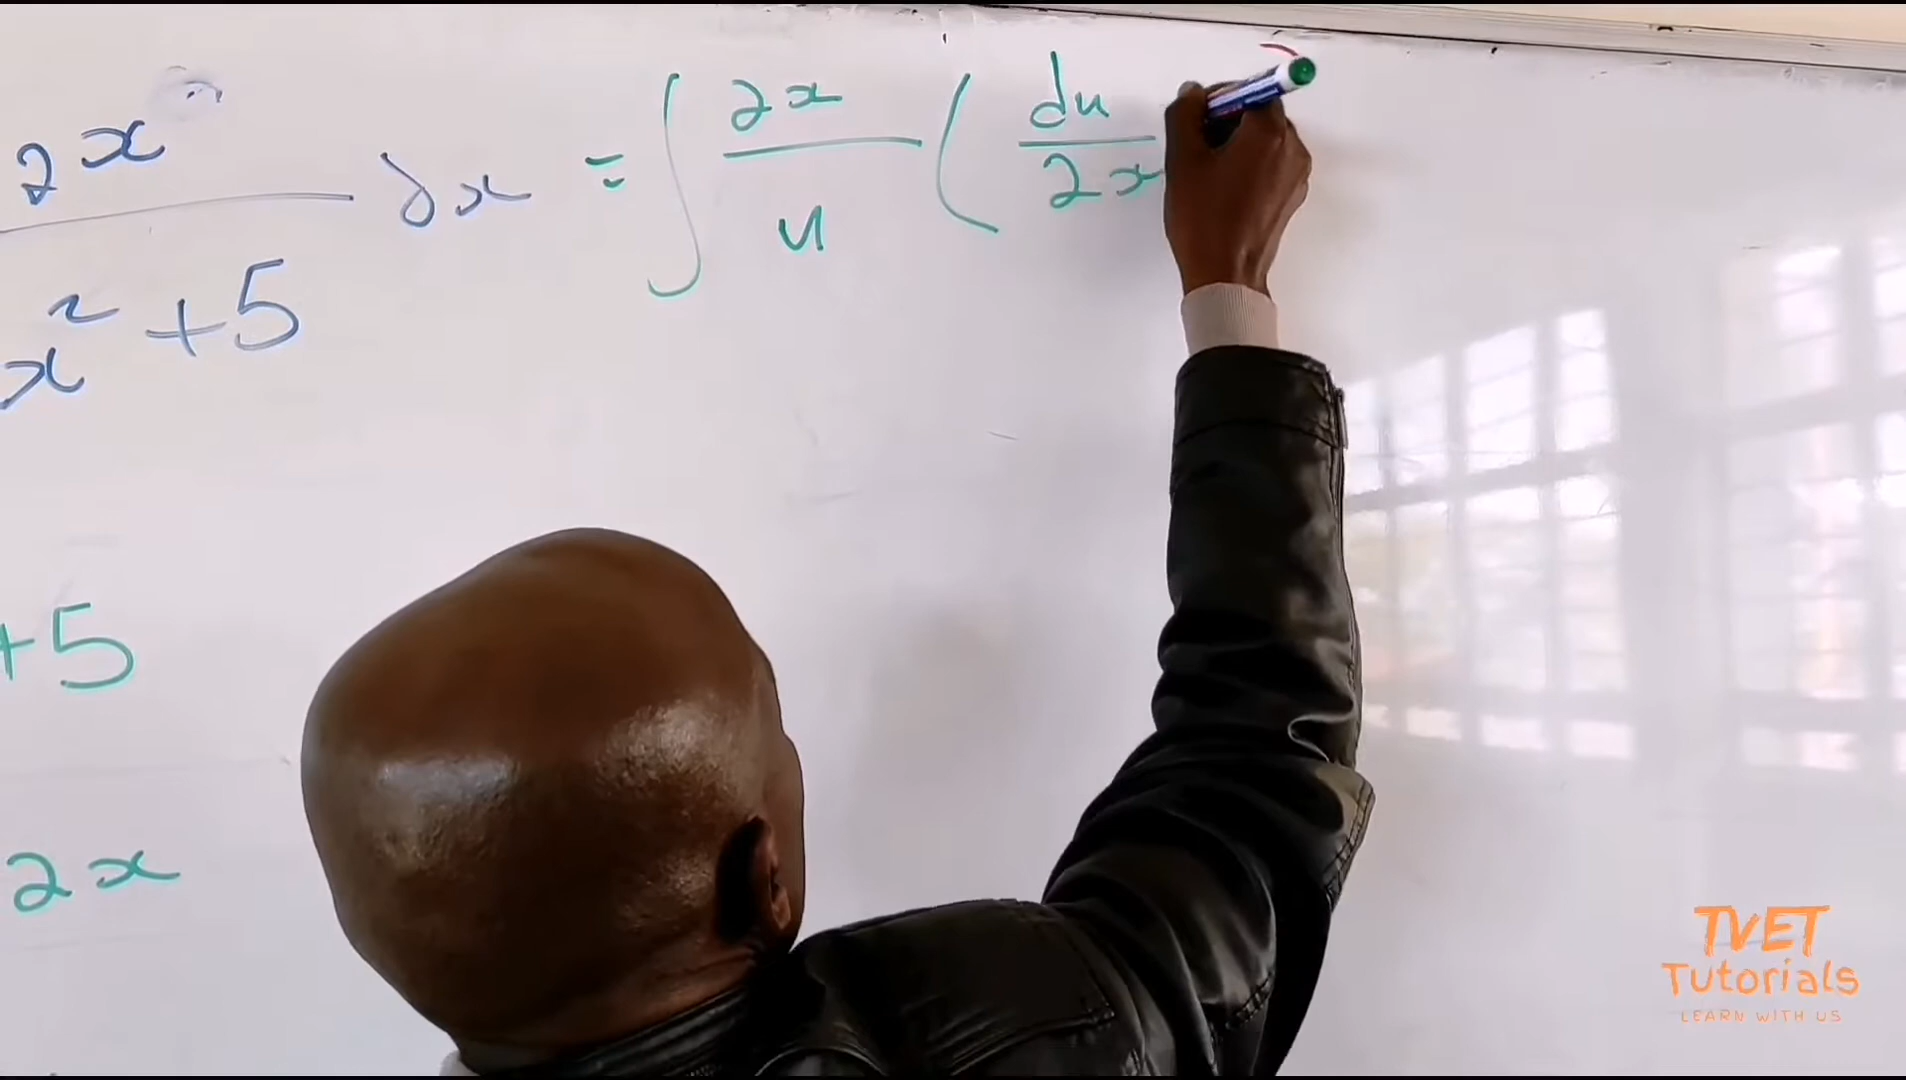 2x/(x² + 5) dx = ∫ 2x/u ( du/2x
+5
2x
TVET
Tutorials
LEARN WITH US